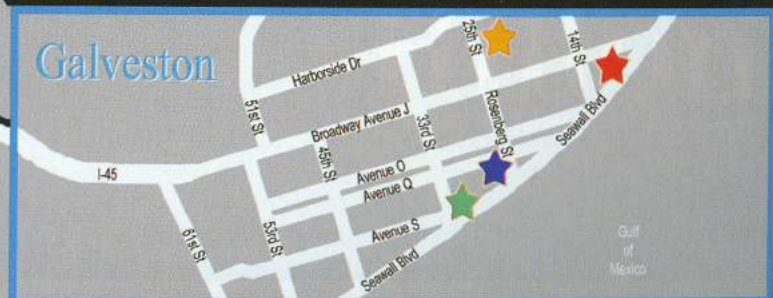 Galveston
Harborside Dr
25th St
14th St
51st St
Broadway Avenue J
33rd St
Rosenberg St
Seawall Blvd
I-45
45th St
Avenue O
Avenue Q
61st St
53rd St
Avenue S
Seawall Blvd
Gulf
of
Mexico